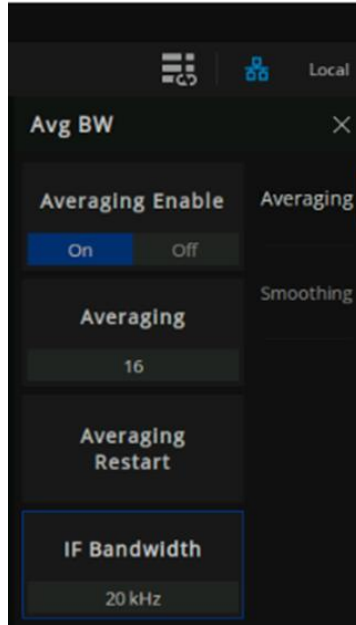 Local
Avg BW
Averaging Enable
On Off
Averaging
Smoothing
Averaging
16
Averaging
Restart
IF Bandwidth
20 kHz